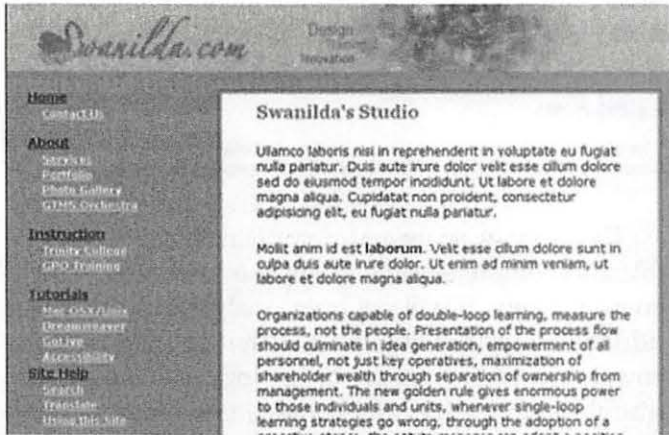 Swanilda.com
Design
Training
Innovation
Home
Contact Us
About
Services
Portfolio
Photo Gallery
GTMS Orchestra
Instruction
Trinity College
GPO Training
Tutorials
Mac OSX/Unix
Dreamweaver
GoLive
Accessibility
Site Help
Search
Translate
Using this Site
Swanilda's Studio
Ullamco laboris nisi in reprehenderit in voluptate eu fugiat
nulla pariatur. Duis aute irure dolor velit esse cillum dolore
sed do eiusmod tempor incididunt. Ut labore et dolore
magna aliqua. Cupidatat non proident, consectetur
adipisicing elit, eu fugiat nulla pariatur.
Mollit anim id est laborum. Velit esse cillum dolore sunt in
culpa duis aute irure dolor. Ut enim ad minim veniam, ut
labore et dolore magna aliqua.
Organizations capable of double-loop learning, measure the
process, not the people. Presentation of the process flow
should culminate in idea generation, empowerment of all
personnel, not just key operatives, maximization of
shareholder wealth through separation of ownership from
management. The new golden rule gives enormous power
to those individuals and units, whenever single-loop
learning strategies go wrong, through the adoption of a